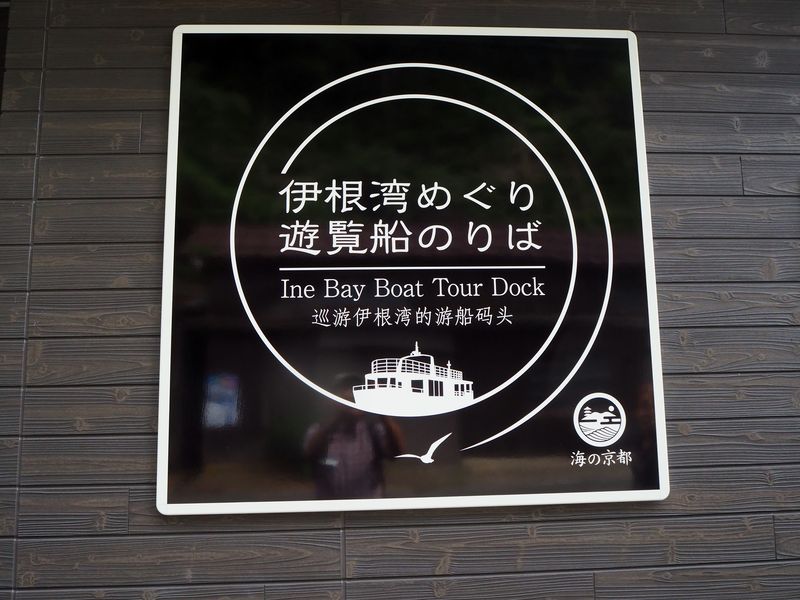 伊根湾めぐり
遊覧船のりば
Ine Bay Boat Tour Dock
巡游伊根湾的游船码头
海の京都